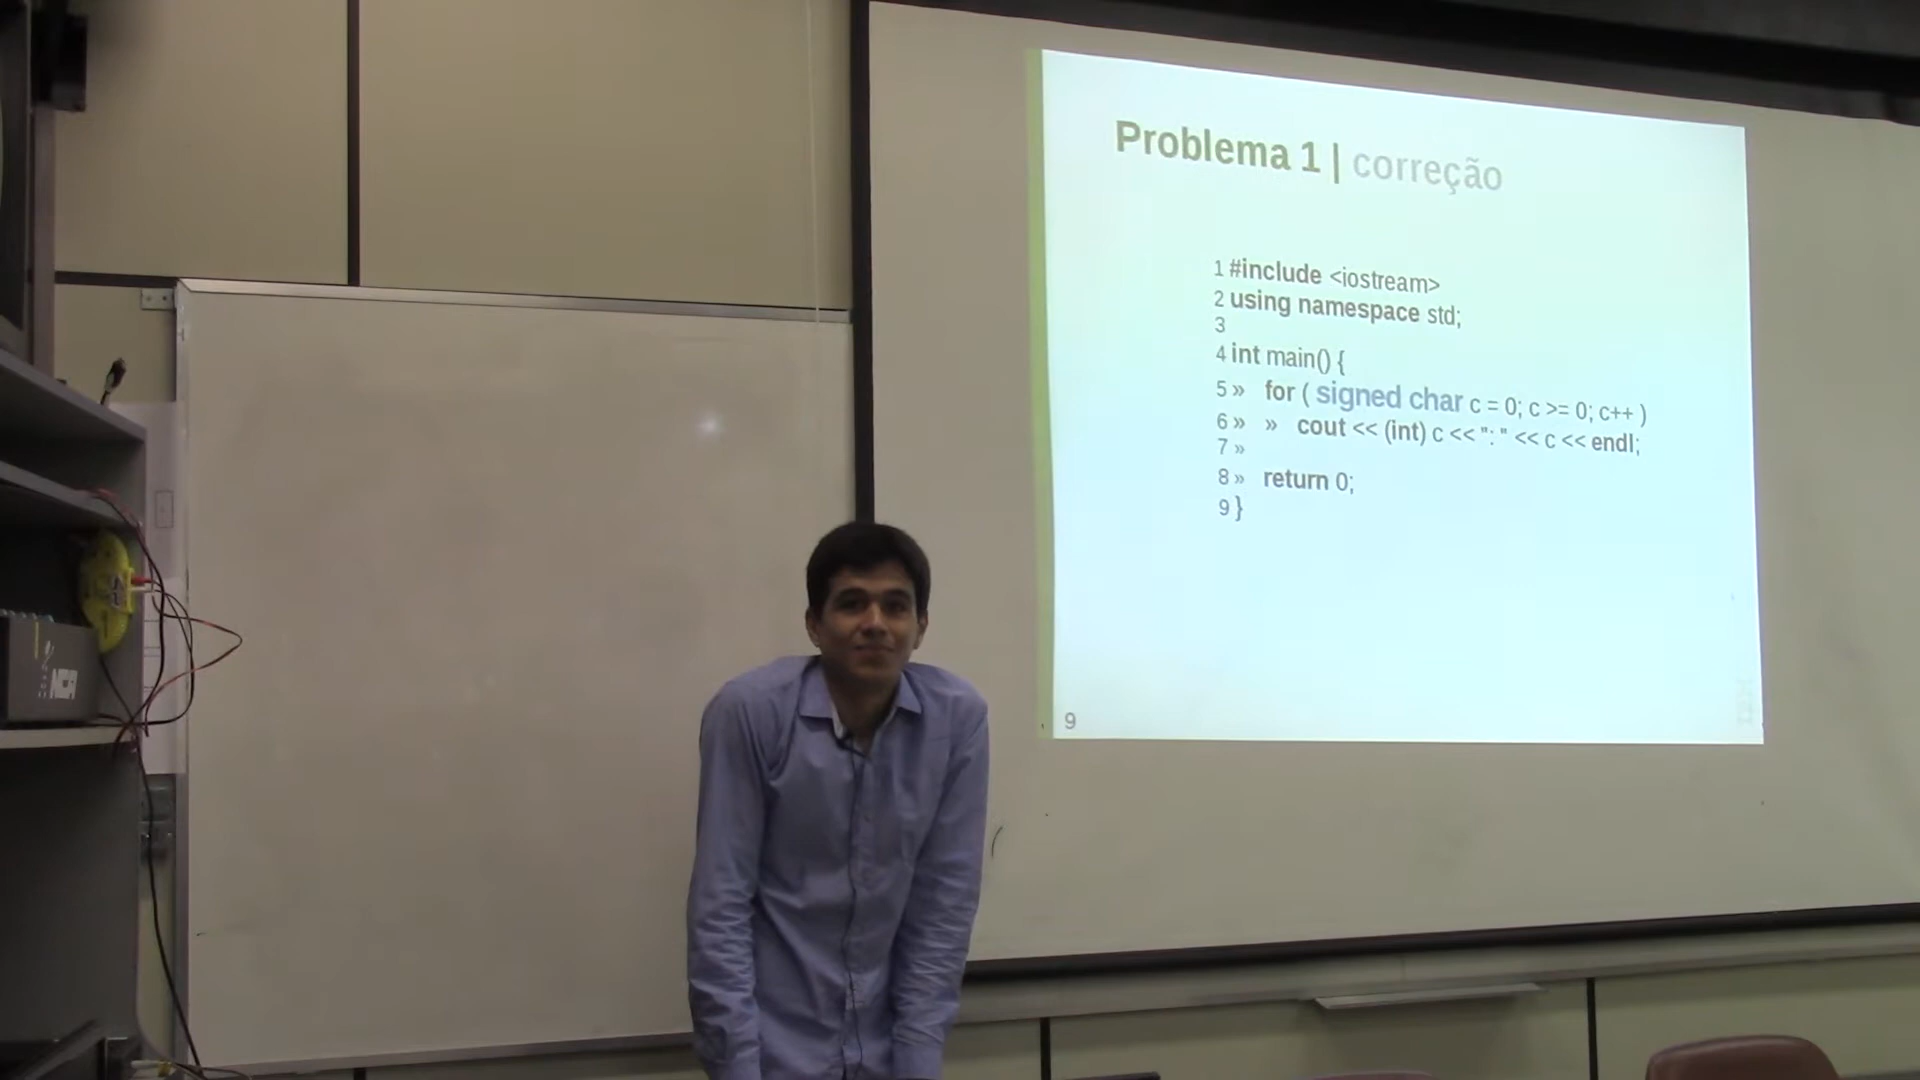 Problema 1 | correção
1 #include <iostream>
2 using namespace std;
3
4 int main() {
5 » for ( signed char c = 0; c >= 0; c++ )
6 » » cout << (int) c << ": " << c << endl;
7 »
8 » return 0;
9 }
9